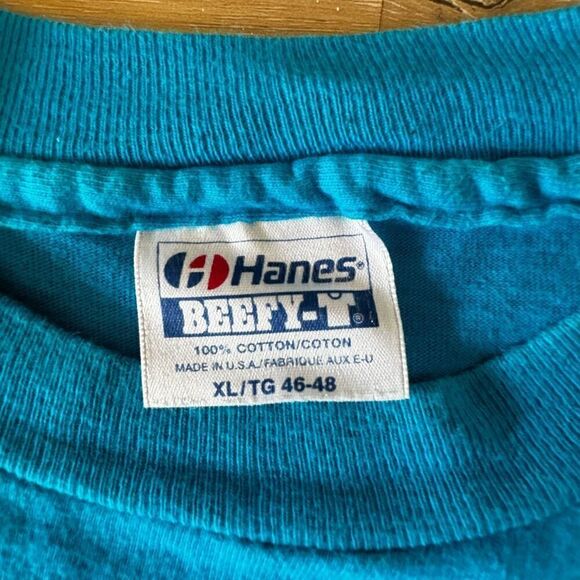 Hanes®
BEEFY-T®
100% COTTON/COTON
MADE IN U.S.A./FABRIQUE AUX E-U
XL/TG 46-48